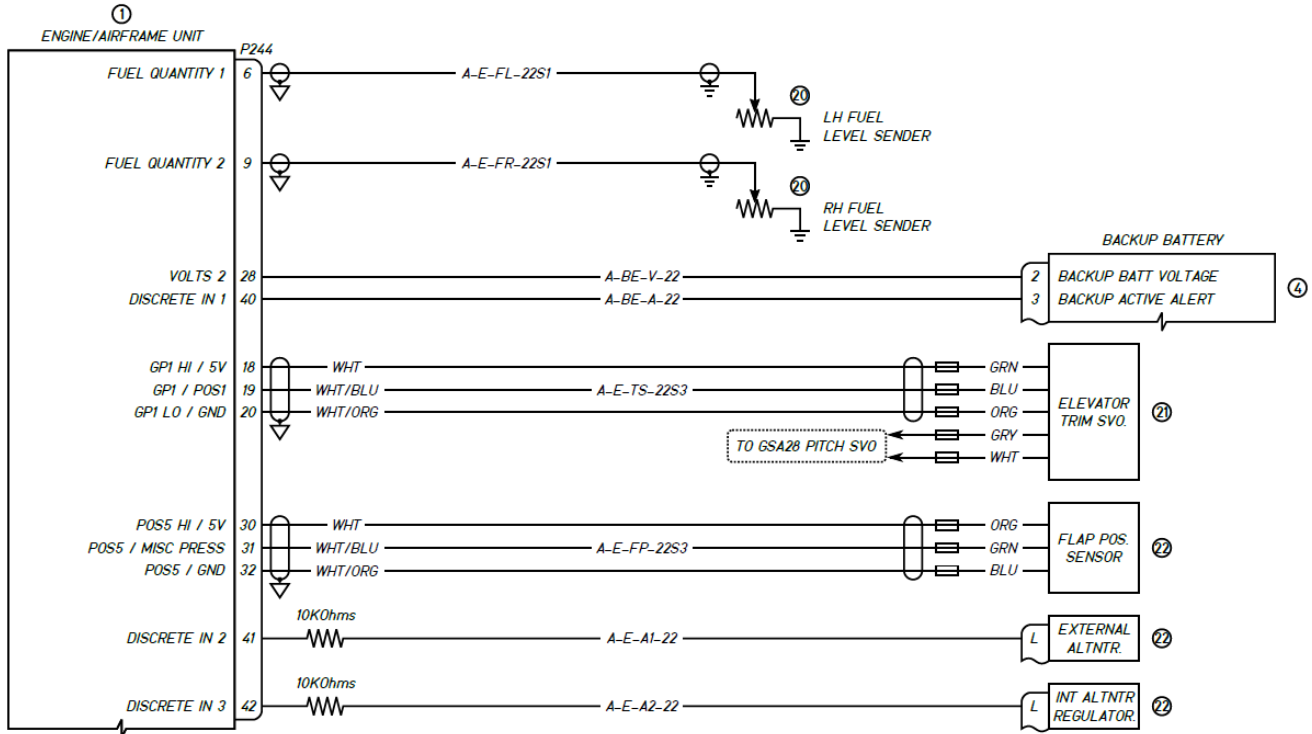 ①
ENGINE/AIRFRAME UNIT
P244
FUEL QUANTITY 1 6 A-E-FL-22S1
⑳
LH FUEL
LEVEL SENDER
FUEL QUANTITY 2 9 A-E-FR-22S1
⑳
RH FUEL
LEVEL SENDER
BACKUP BATTERY
VOLTS 2 28 A-BE-V-22 2 BACKUP BATT VOLTAGE
④
DISCRETE IN 1 40 A-BE-A-22 3 BACKUP ACTIVE ALERT
GP1 HI / 5V 18 WHT GRN
GP1 / POS1 19 WHT/BLU A-E-TS-22S3 BLU
GP1 LO / GND 20 WHT/ORG ORG
ELEVATOR
TRIM SVO.
㉑
TO GSA28 PITCH SVO
GRY
WHT
POS5 HI / 5V 30 WHT ORG
POS5 / MISC PRESS 31 WHT/BLU A-E-FP-22S3 GRN
POS5 / GND 32 WHT/ORG BLU
FLAP POS.
SENSOR
㉒
10KOhms
DISCRETE IN 2 41 A-E-A1-22 L
EXTERNAL
ALTNTR.
㉒
10KOhms
DISCRETE IN 3 42 A-E-A2-22 L
INT ALTNTR
REGULATOR.
㉒